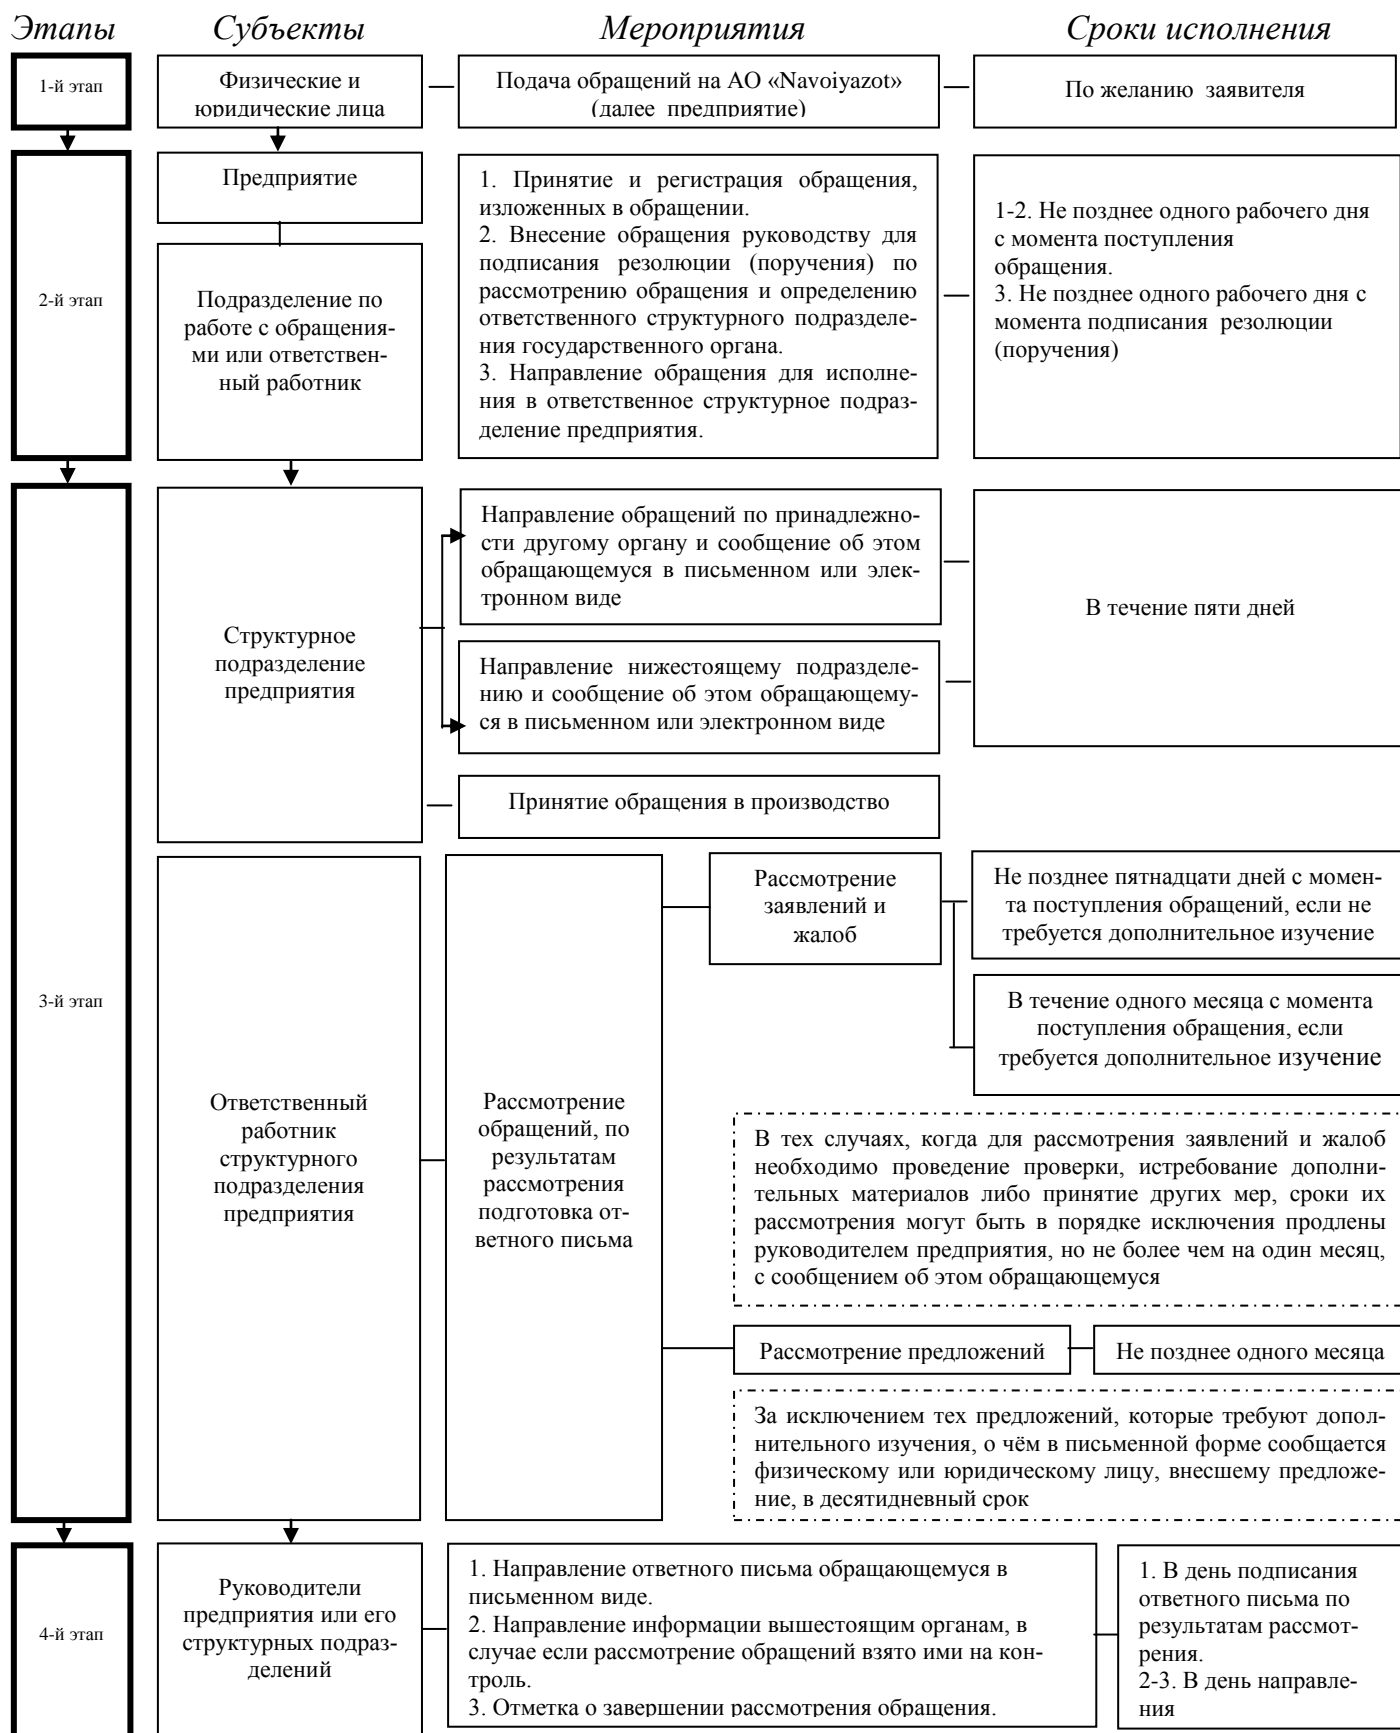 Этапы
Субъекты
Мероприятия
Сроки исполнения
1-й этап
Физические и
юридические лица
Подача обращений на АО «Navoiyazot»
(далее предприятие)
По желанию заявителя
2-й этап
Предприятие
Подразделение по
работе с обращения-
ми или ответствен-
ный работник
1. Принятие и регистрация обращения,
изложенных в обращении.
2. Внесение обращения руководству для
подписания резолюции (поручения) по
рассмотрению обращения и определению
ответственного структурного подразделе-
ния государственного органа.
3. Направление обращения для исполне-
ния в ответственное структурное подраз-
деление предприятия.
1-2. Не позднее одного рабочего дня
с момента поступления
обращения.
3. Не позднее одного рабочего дня с
момента подписания резолюции
(поручения)
3-й этап
Структурное
подразделение
предприятия
Направление обращений по принадлежно-
сти другому органу и сообщение об этом
обращающемуся в письменном или элек-
тронном виде
Направление нижестоящему подразделе-
нию и сообщение об этом обращающему-
ся в письменном или электронном виде
В течение пяти дней
Принятие обращения в производство
Ответственный
работник
структурного
подразделения
предприятия
Рассмотрение
обращений, по
результатам
рассмотрения
подготовка от-
ветного письма
Рассмотрение
заявлений и
жалоб
Не позднее пятнадцати дней с момен-
та поступления обращений, если не
требуется дополнительное изучение
В течение одного месяца с момента
поступления обращения, если
требуется дополнительное изучение
В тех случаях, когда для рассмотрения заявлений и жалоб
необходимо проведение проверки, истребование дополни-
тельных материалов либо принятие других мер, сроки их
рассмотрения могут быть в порядке исключения продлены
руководителем предприятия, но не более чем на один месяц,
с сообщением об этом обращающемуся
Рассмотрение предложений
Не позднее одного месяца
За исключением тех предложений, которые требуют допол-
нительного изучения, о чём в письменной форме сообщается
физическому или юридическому лицу, внесшему предложе-
ние, в десятидневный срок
4-й этап
Руководители
предприятия или его
структурных подраз-
делений
1. Направление ответного письма обращающемуся в
письменном виде.
2. Направление информации вышестоящим органам, в
случае если рассмотрение обращений взято ими на кон-
троль.
3. Отметка о завершении рассмотрения обращения.
1. В день подписания
ответного письма по
результатам рассмот-
рения.
2-3. В день направле-
ния